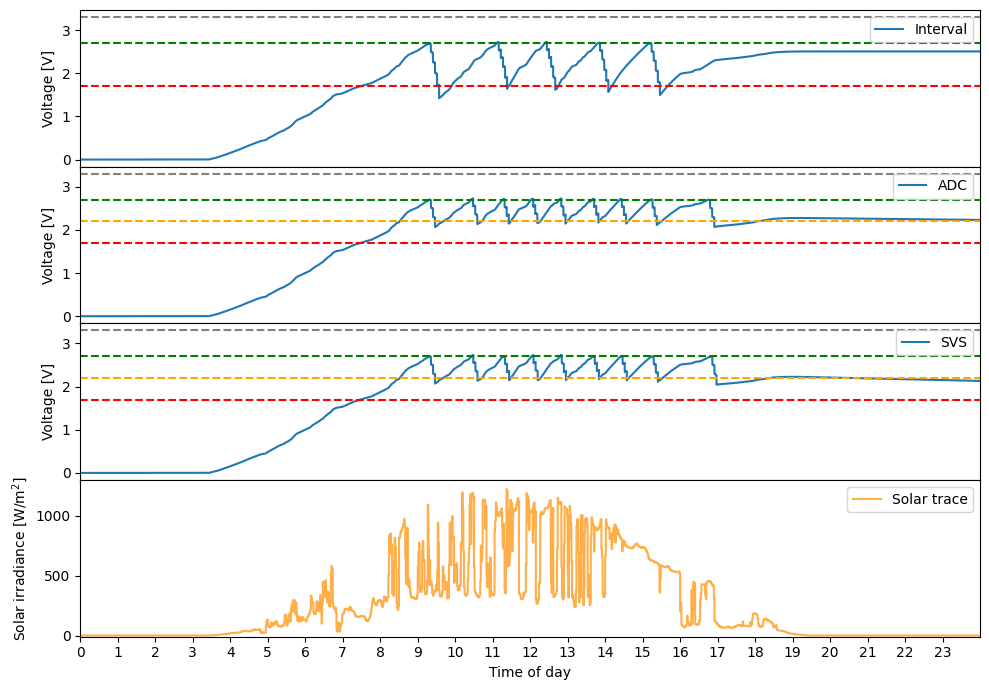 Interval
Voltage [V]
3
2
1
0
ADC
Voltage [V]
3
2
1
0
SVS
Voltage [V]
3
2
1
0
Solar trace
Solar irradiance [W/m²]
1000
500
0
0 1 2 3 4 5 6 7 8 9 10 11 12 13 14 15 16 17 18 19 20 21 22 23
Time of day